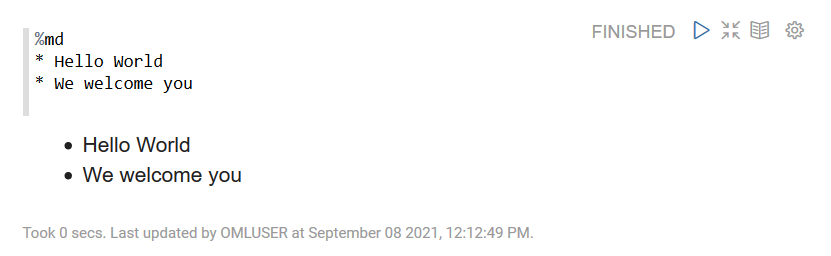 %md FINISHED
* Hello World
* We welcome you
• Hello World
• We welcome you
Took 0 secs. Last updated by OMLUSER at September 08 2021, 12:12:49 PM.